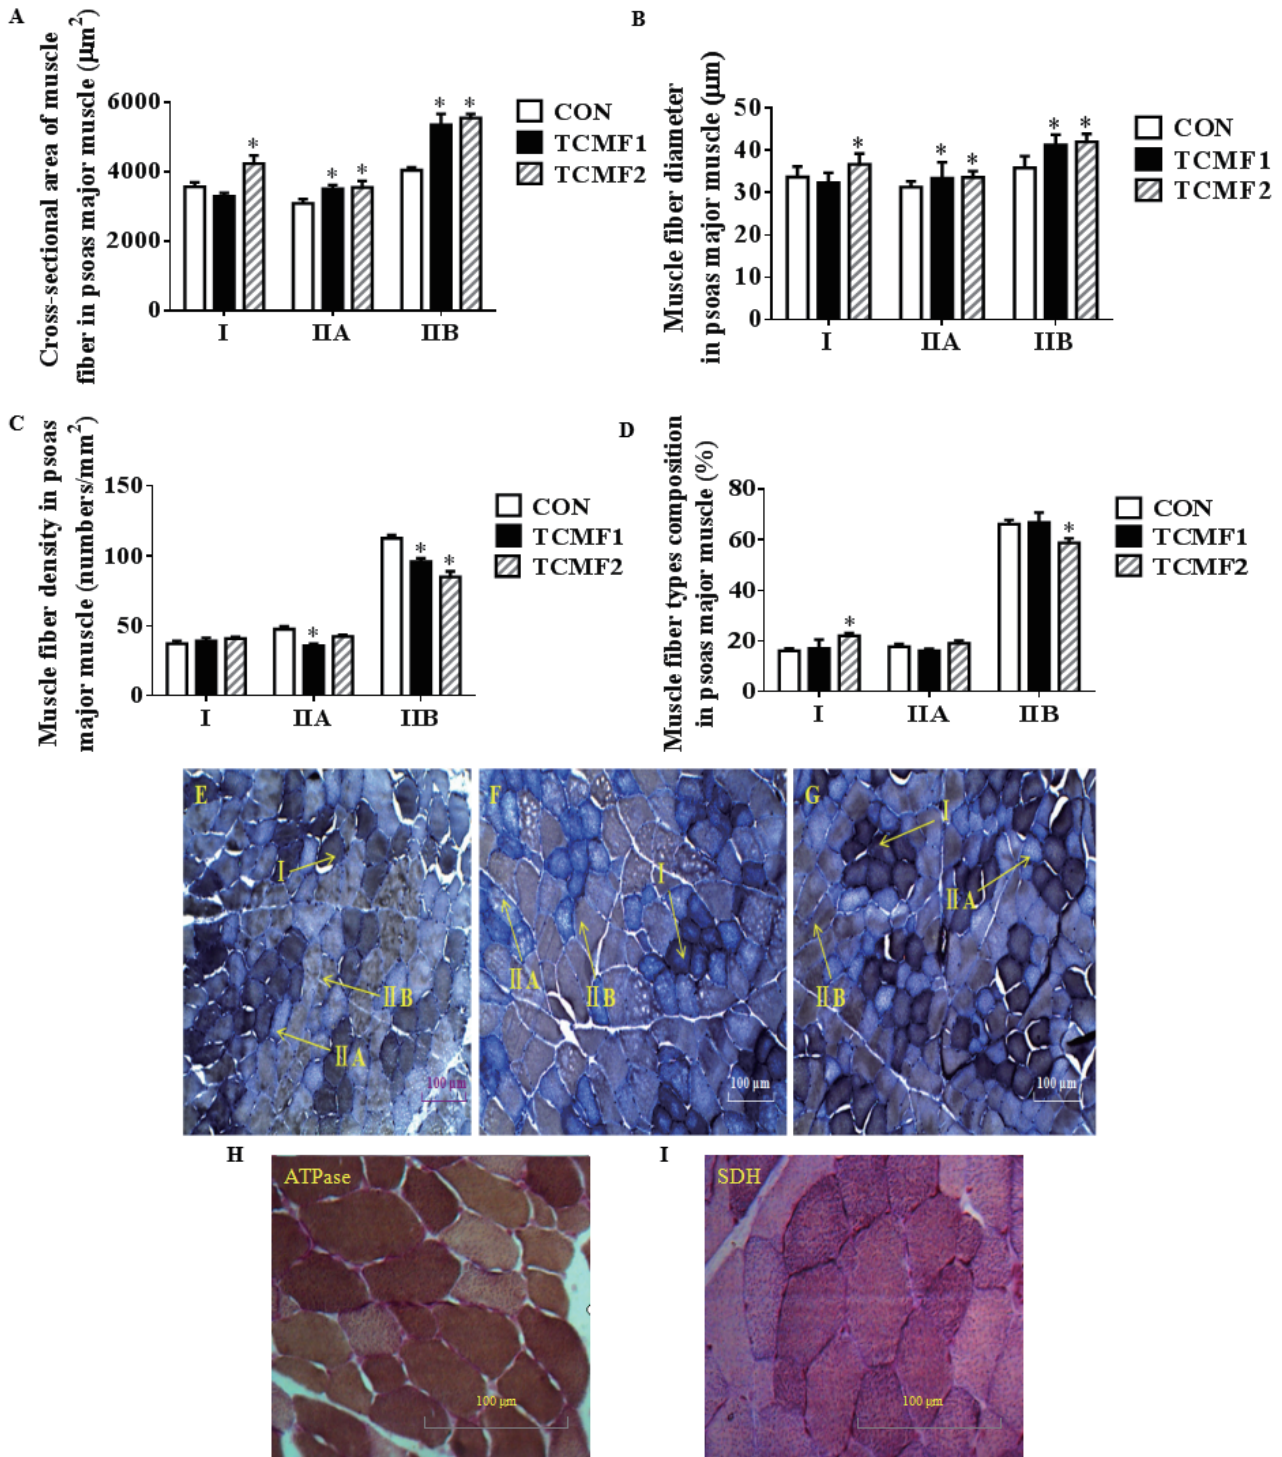 A
Cross-sectional area of muscle
fiber in psoas major muscle (μm²)
6000
4000
2000
0
*
* *
* *
I IIA IIB
CON
TCMF1
TCMF2
B
Muscle fiber diameter
in psoas major muscle (μm)
50
40
30
20
10
0
*
* *
* *
I IIA IIB
CON
TCMF1
TCMF2
C
Muscle fiber density in psoas
major muscle (numbers/mm²)
150
100
50
0
*
* *
I IIA IIB
CON
TCMF1
TCMF2
D
Muscle fiber types composition
in psoas major muscle (%)
80
60
40
20
0
*
*
I IIA IIB
CON
TCMF1
TCMF2
E
I
IIB
IIA
100 μm
F
I
IIA
IIB
100 μm
G
I
IIA
IIB
100 μm
H
ATPase
100 μm
I
SDH
100 μm